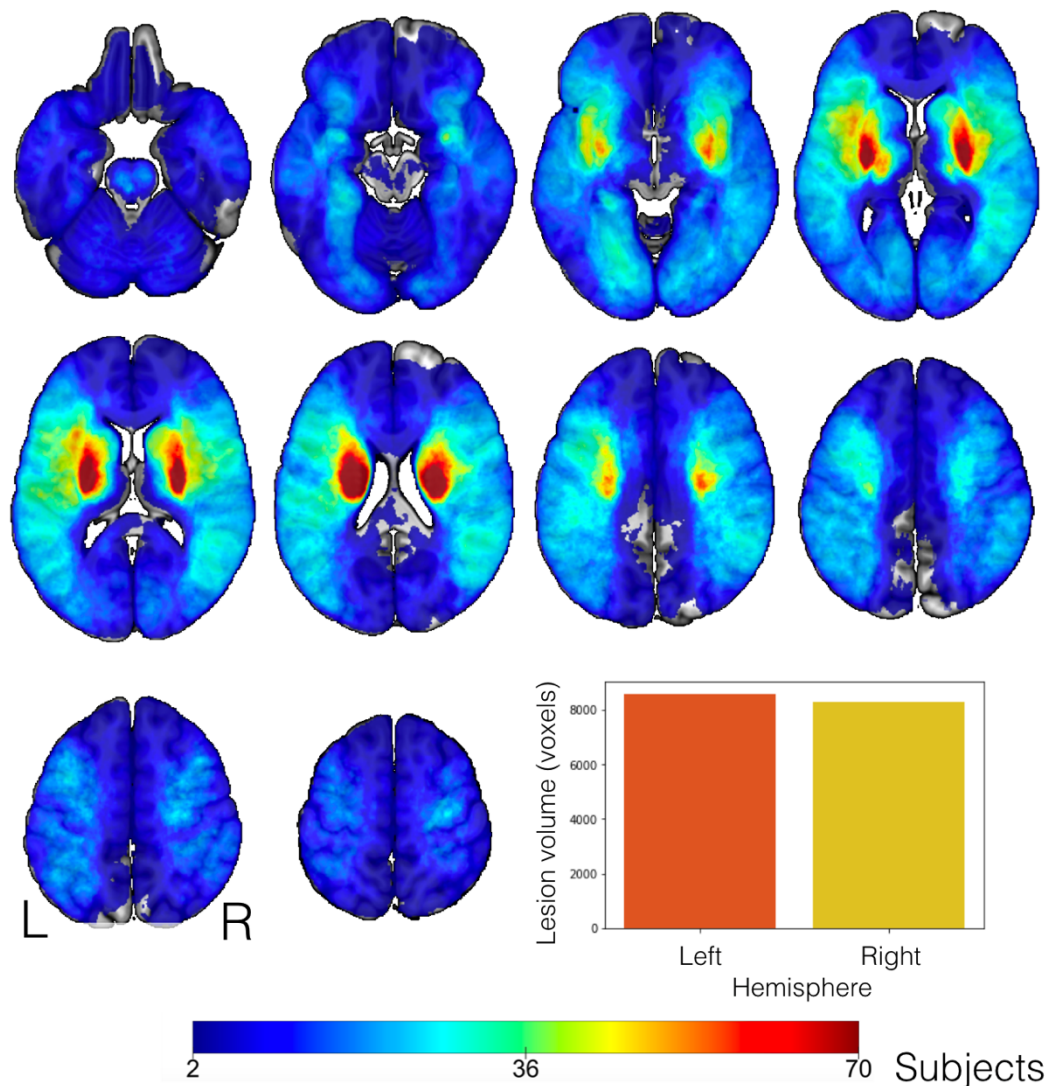 L R
Lesion volume (voxels)
8000
6000
4000
2000
0
Left Right
Hemisphere
2 36 70 Subjects